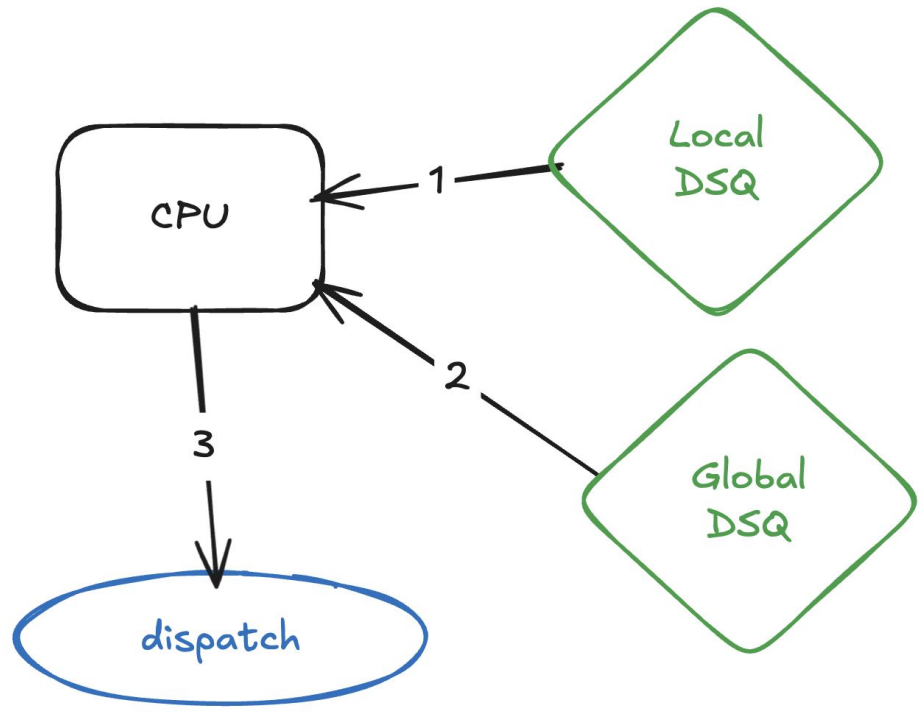 Local
DSQ
1
CPU
2
3
Global
DSQ
dispatch